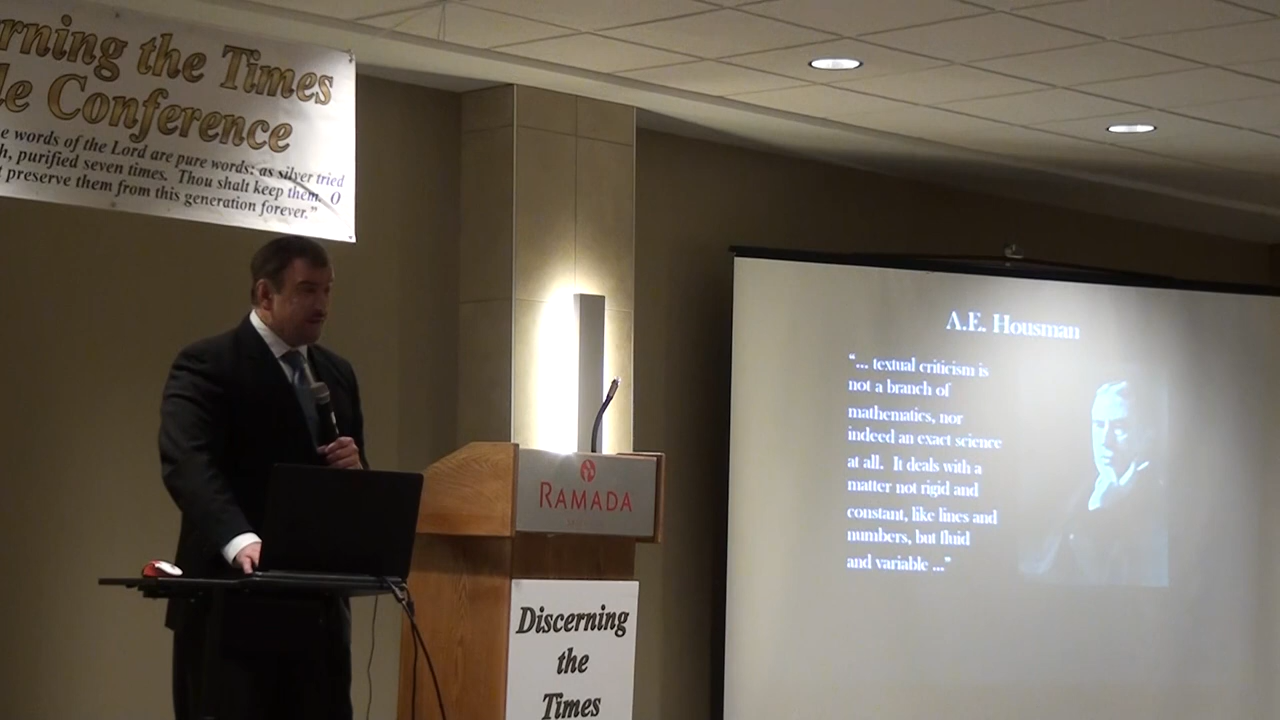 rning the Times
le Conference
e words of the Lord are pure words: as silver tried
h, purified seven times. Thou shalt keep them, O
t preserve them from this generation forever."
RAMADA
Discerning
the
Times
A.E. Housman
"... textual criticism is
not a branch of
mathematics, nor
indeed an exact science
at all. It deals with a
matter not rigid and
constant, like lines and
numbers, but fluid
and variable ..."